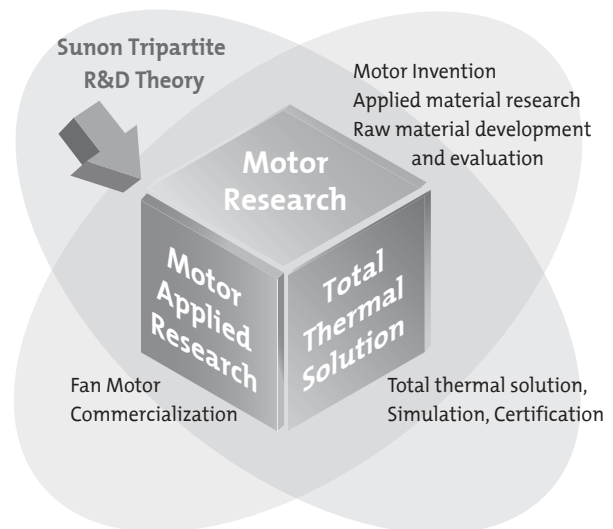 Sunon Tripartite
R&D Theory
Motor Invention
Applied material research
Raw material development
and evaluation
Motor
Research
Motor
Applied
Research
Total
Thermal
Solution
Fan Motor
Commercialization
Total thermal solution,
Simulation, Certification